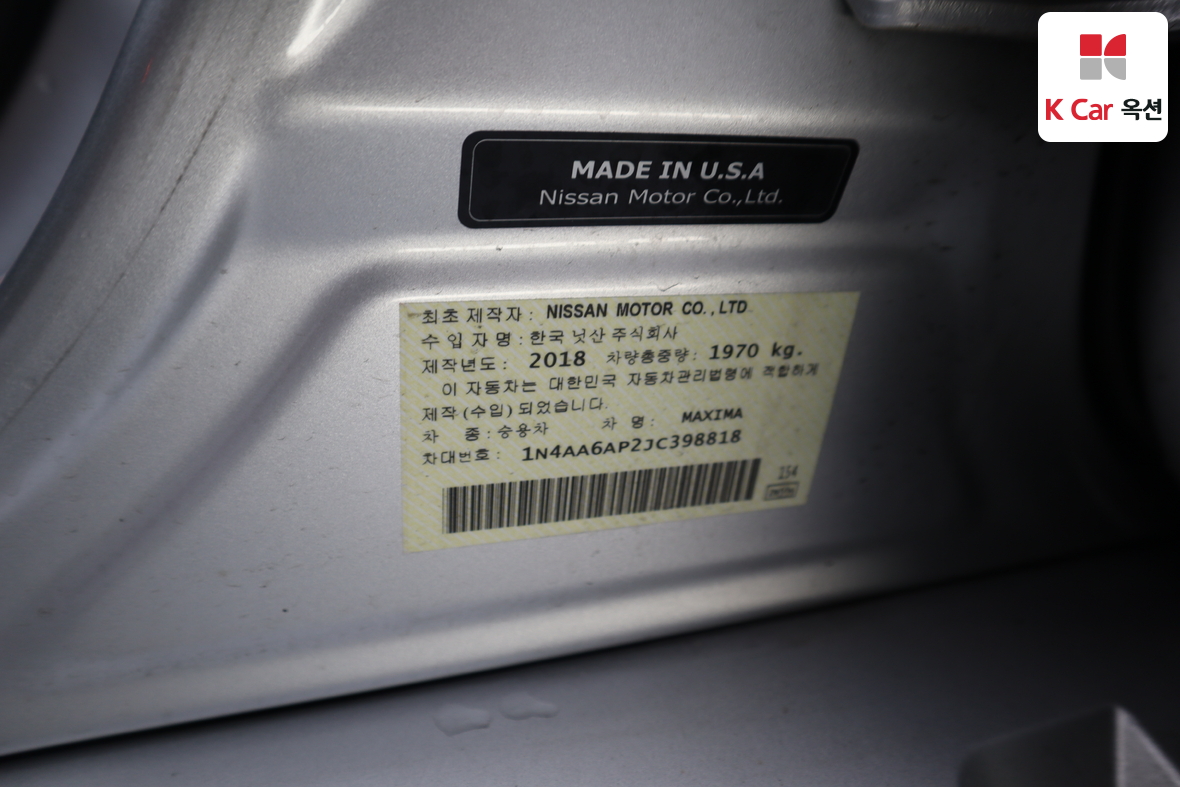 K Car 옥션
MADE IN U.S.A
Nissan Motor Co.,Ltd.
최초 제작자 : NISSAN MOTOR CO., LTD
수 입 자 명 : 한국 닛산 주식회사
제작년도 : 2018 차량총중량 : 1970 kg.
이 자동차는 대한민국 자동차관리법령에 적합하게
제작 (수입) 되었습니다.
차 종 : 승용차 차 명 : MAXIMA
차대번호 : 1N4AA6AP2JC398818
154